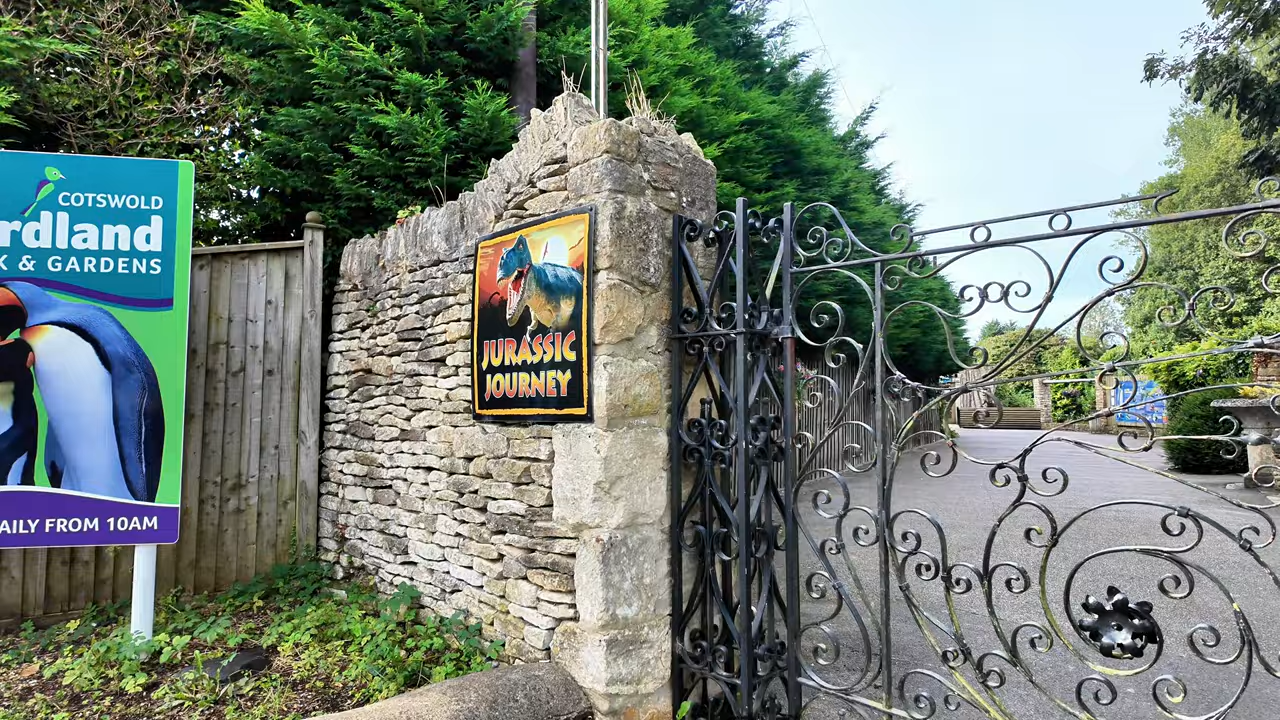 COTSWOLD
rdland
K & GARDENS
AILY FROM 10AM
JURASSIC
JOURNEY